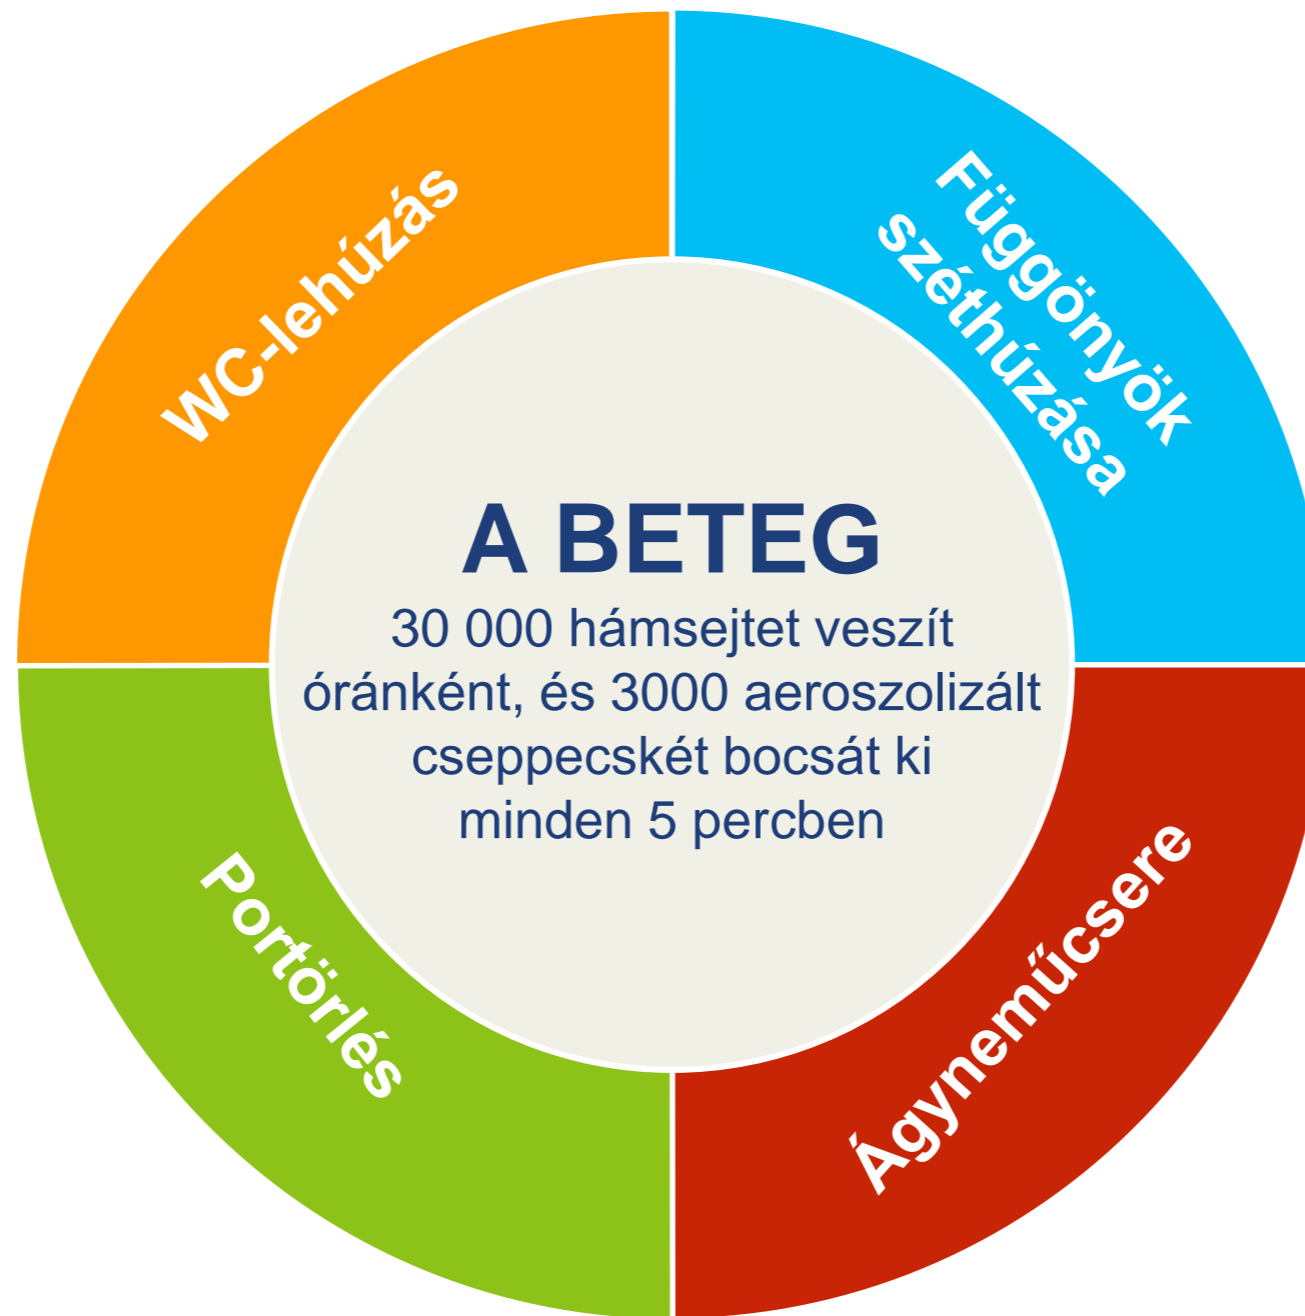 WC-lehúzás
Függönyök
széthúzása
A BETEG
30 000 hámsejtet veszít
óránként, és 3000 aeroszolizált
cseppecskét bocsát ki
minden 5 percben
Portörlés
Ágyneműcsere